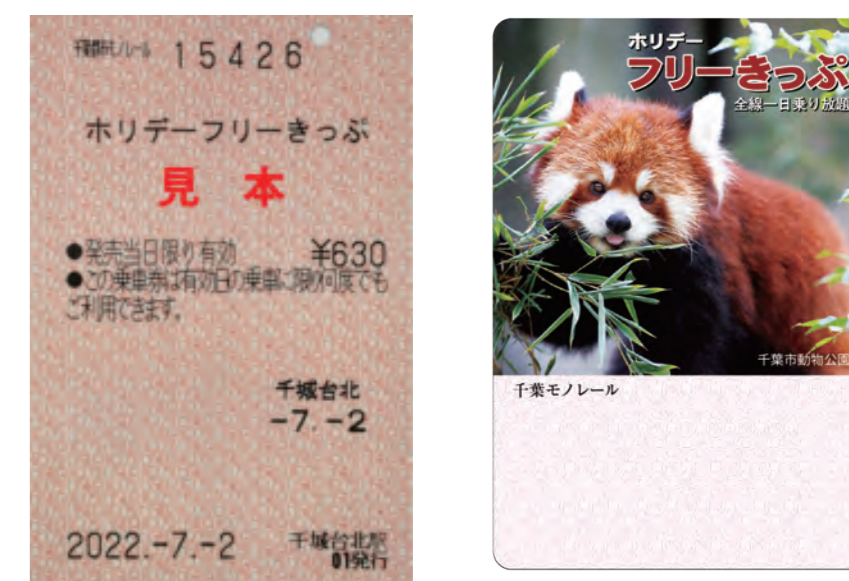 千葉都市モノレール 15426
ホリデーフリーきっぷ
見 本
●発売当日限り有効 ¥630
●この乗車券は有効日の乗車に限り何度でも
ご利用できます。
千城台北
-7.-2
2022.-7.-2 千城台北駅
01発行
ホリデー
フリーきっぷ
全線一日乗り放題
千葉市動物公園
千葉モノレール